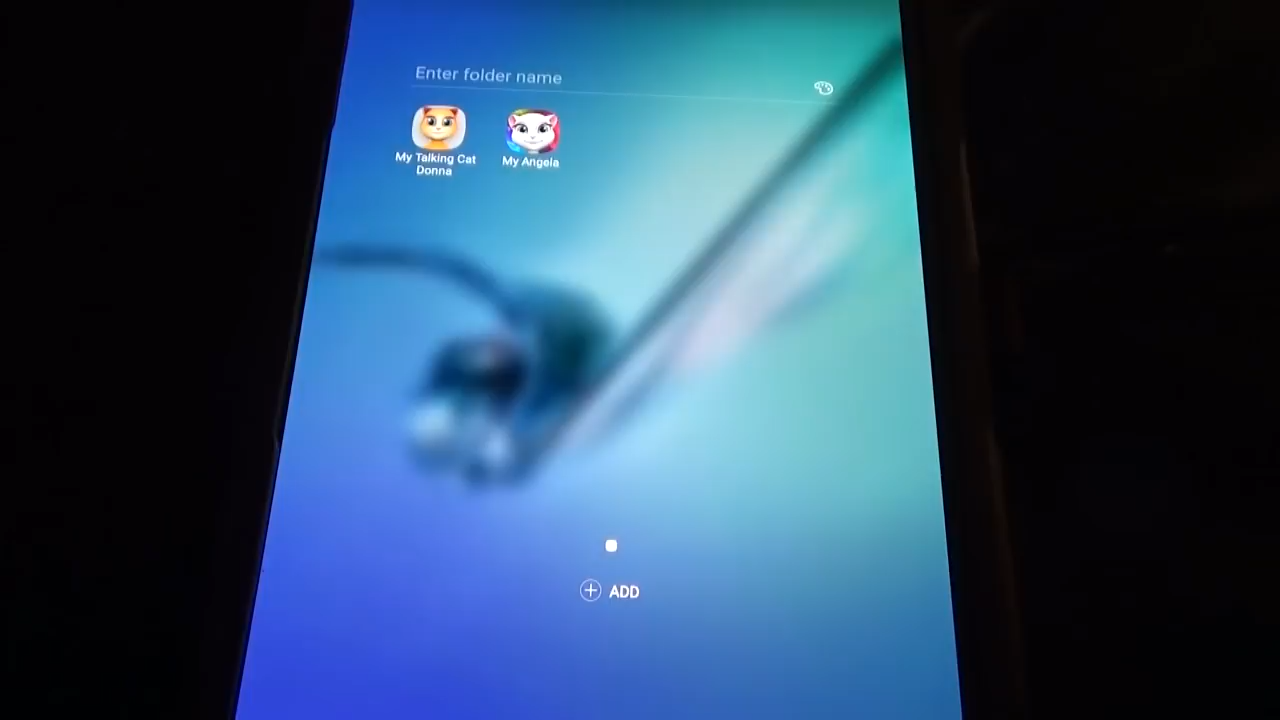 Enter folder name
My Talking Cat
Donna
My Angela
ADD